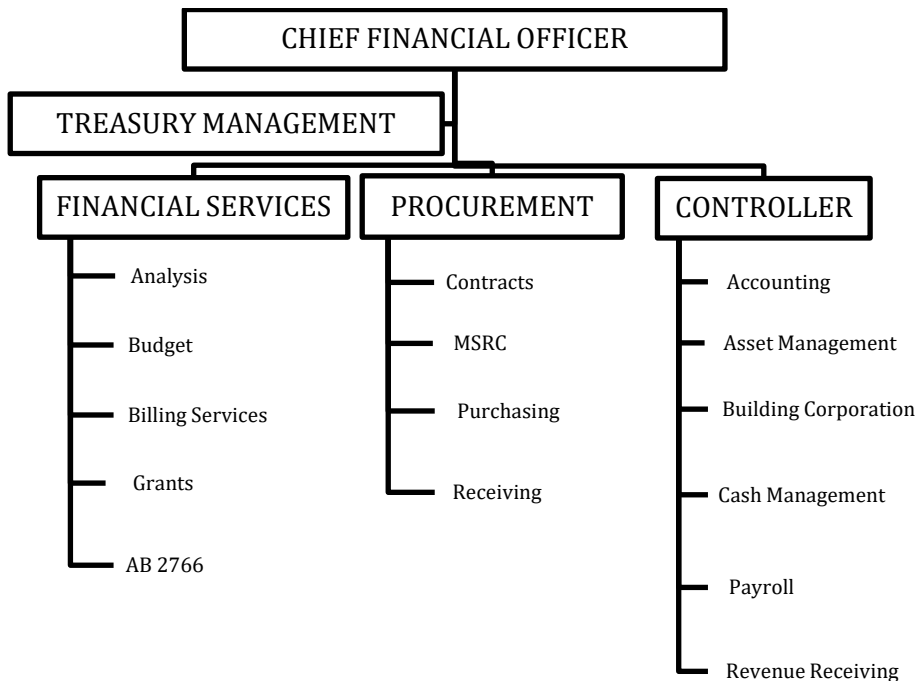 CHIEF FINANCIAL OFFICER
TREASURY MANAGEMENT
FINANCIAL SERVICES
Analysis
Budget
Billing Services
Grants
AB 2766
PROCUREMENT
Contracts
MSRC
Purchasing
Receiving
CONTROLLER
Accounting
Asset Management
Building Corporation
Cash Management
Payroll
Revenue Receiving